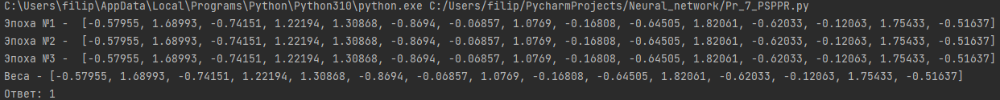 C:\Users\filip\AppData\Local\Programs\Python\Python310\python.exe C:/Users/filip/PycharmProjects/Neural_network/Pr_7_PSPPR.py
Эпоха №1 -  [-0.57955, 1.68993, -0.74151, 1.22194, 1.30868, -0.8694, -0.06857, 1.0769, -0.16808, -0.64505, 1.82061, -0.62033, -0.12063, 1.75433, -0.51637]
Эпоха №2 -  [-0.57955, 1.68993, -0.74151, 1.22194, 1.30868, -0.8694, -0.06857, 1.0769, -0.16808, -0.64505, 1.82061, -0.62033, -0.12063, 1.75433, -0.51637]
Эпоха №3 -  [-0.57955, 1.68993, -0.74151, 1.22194, 1.30868, -0.8694, -0.06857, 1.0769, -0.16808, -0.64505, 1.82061, -0.62033, -0.12063, 1.75433, -0.51637]
Веса - [-0.57955, 1.68993, -0.74151, 1.22194, 1.30868, -0.8694, -0.06857, 1.0769, -0.16808, -0.64505, 1.82061, -0.62033, -0.12063, 1.75433, -0.51637]
Ответ: 1